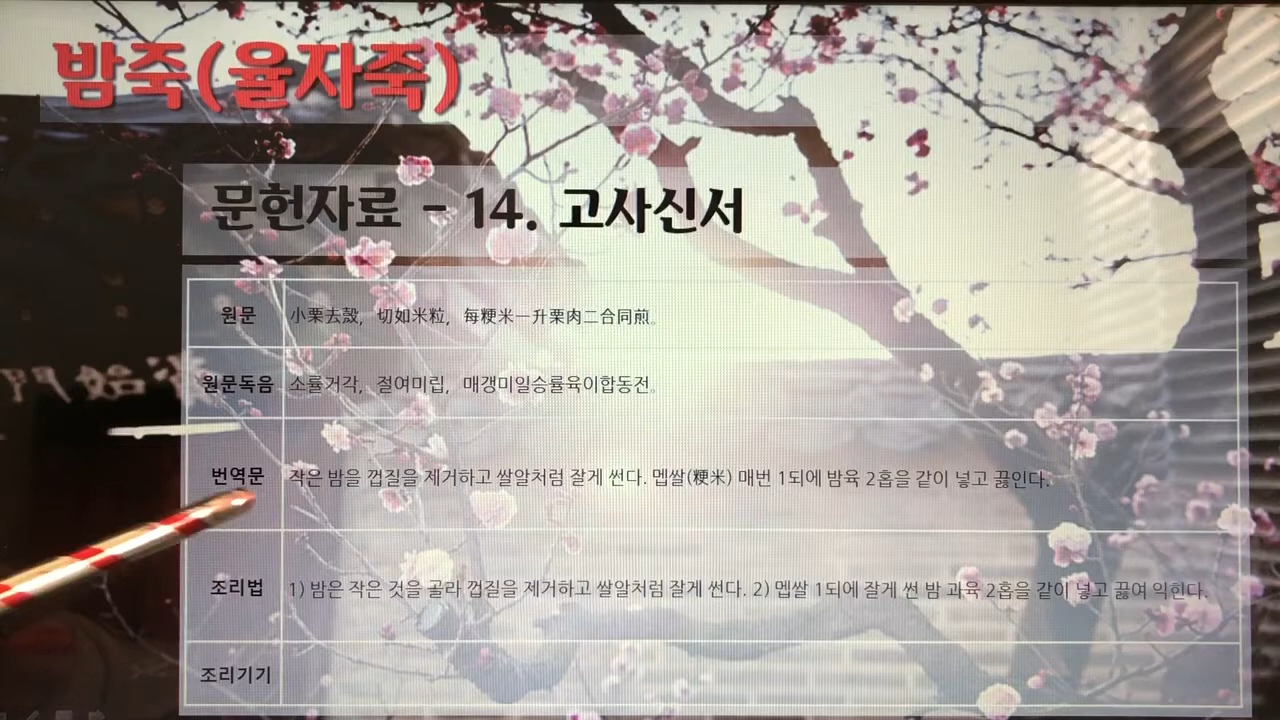 밤죽(율자죽)
문헌자료 - 14. 고사신서
원문 小栗去殼, 切如米粒, 每粳米一升栗肉二合同煎。
원문독음 소률거각, 절여미립, 매갱미일승률육이합동전。
번역문 작은 밤을 껍질을 제거하고 쌀알처럼 잘게 썬다. 멥쌀(粳米) 매번 1되에 밤육 2홉을 같이 넣고 끓인다.
조리법 1) 밤은 작은 것을 골라 껍질을 제거하고 쌀알처럼 잘게 썬다. 2) 멥쌀 1되에 잘게 썬 밤 과육 2홉을 같이 넣고 끓여 익힌다.
조리기기